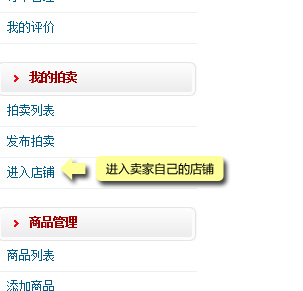 我的评价
我的拍卖
拍卖列表
发布拍卖
进入店铺 进入卖家自己的店铺
商品管理
商品列表
添加商品